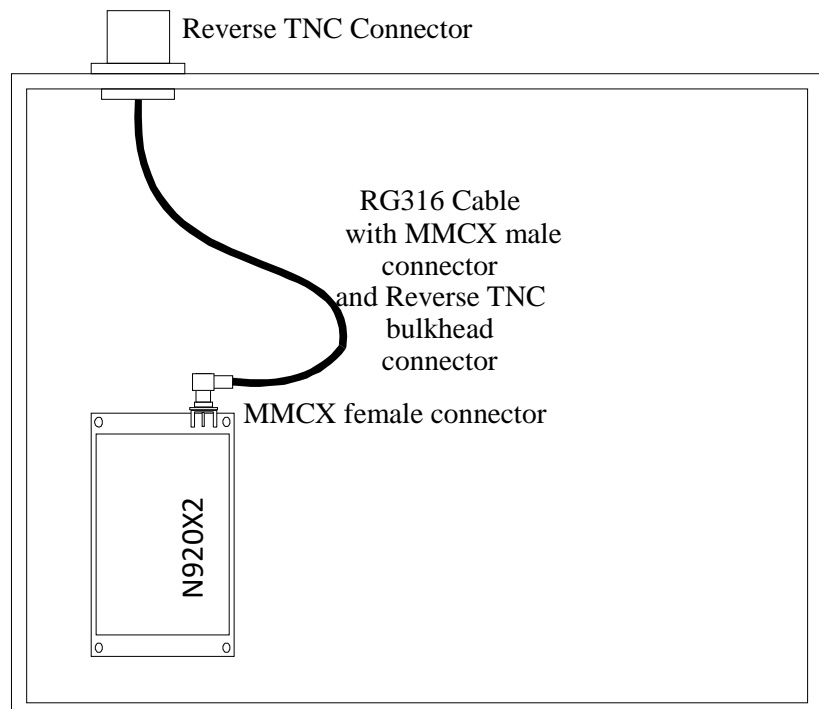 Reverse TNC Connector
RG316 Cable
with MMCX male
connector
and Reverse TNC
bulkhead
connector
MMCX female connector
N920X2